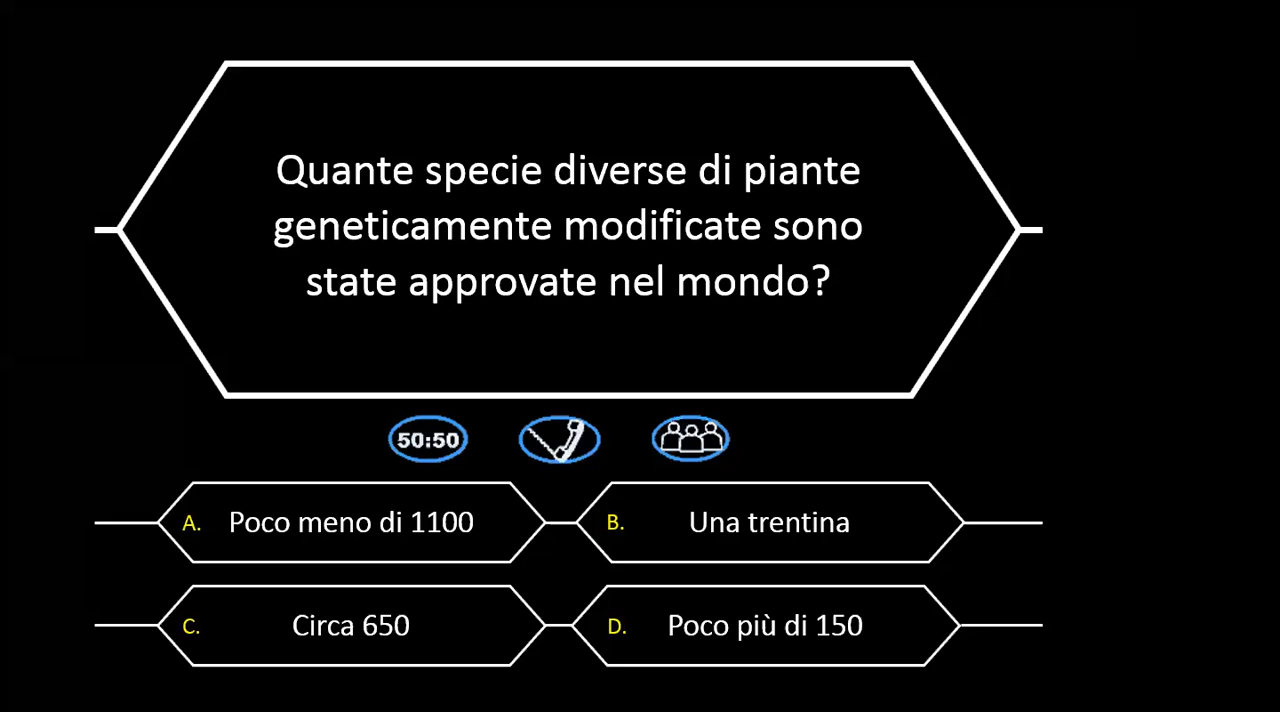 Quante specie diverse di piante
geneticamente modificate sono
state approvate nel mondo?
50:50
A. Poco meno di 1100
B. Una trentina
C. Circa 650
D. Poco più di 150